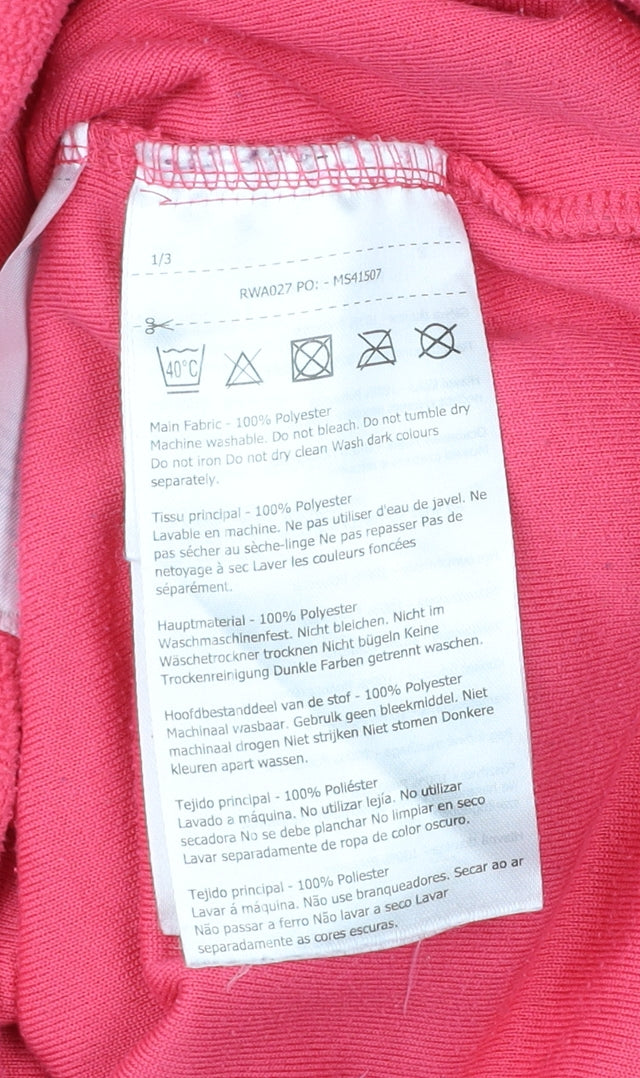 1/3
RWA027 PO: - MS41507
40°C
Main Fabric - 100% Polyester
Machine washable. Do not bleach. Do not tumble dry
Do not iron Do not dry clean Wash dark colours
separately.
Tissu principal - 100% Polyester
Lavable en machine. Ne pas utiliser d'eau de javel. Ne
pas sécher au sèche-linge Ne pas repasser Pas de
netoyage à sec Laver les couleurs foncées
séparément.
Hauptmaterial - 100% Polyester
Waschmaschinenfest. Nicht bleichen. Nicht im
Wäschetrockner trocknen Nicht bügeln Keine
Trockenreinigung Dunkle Farben getrennt waschen.
Hoofdbestanddeel van de stof - 100% Polyester
Machinaal wasbaar. Gebruik geen bleekmiddel. Niet
machinaal drogen Niet strijken Niet stomen Donkere
kleuren apart wassen.
Tejido principal - 100% Poliéster
Lavado a máquina. No utilizar lejía. No utilizar
secadora No se debe planchar No limpiar en seco
Lavar separadamente de ropa de color oscuro.
Tejido principal - 100% Poliester
Lavar á máquina. Não use branqueadores. Secar ao ar
Não passar a ferro Não lavar a seco Lavar
separadamente as cores escuras.